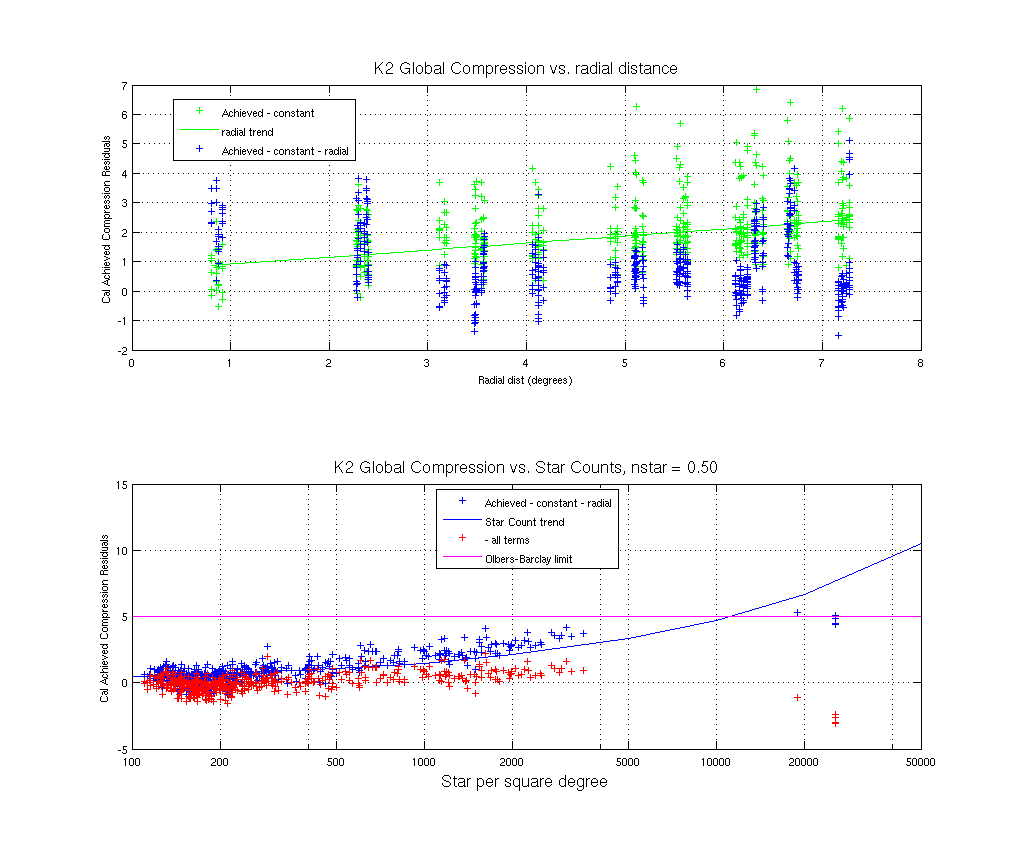 K2 Global Compression vs. radial distance
7
6
5
4
3
2
1
0
-1
-2
Cal Achieved Compression Residuals
Achieved - constant
radial trend
Achieved - constant - radial
0 1 2 3 4 5 6 7 8
Radial dist (degrees)
K2 Global Compression vs. Star Counts, nstar = 0.50
15
10
5
0
-5
Cal Achieved Compression Residuals
Achieved - constant - radial
Star Count trend
- all terms
Olbers-Barclay limit
100 200 500 1000 2000 5000 10000 20000 50000
Star per square degree